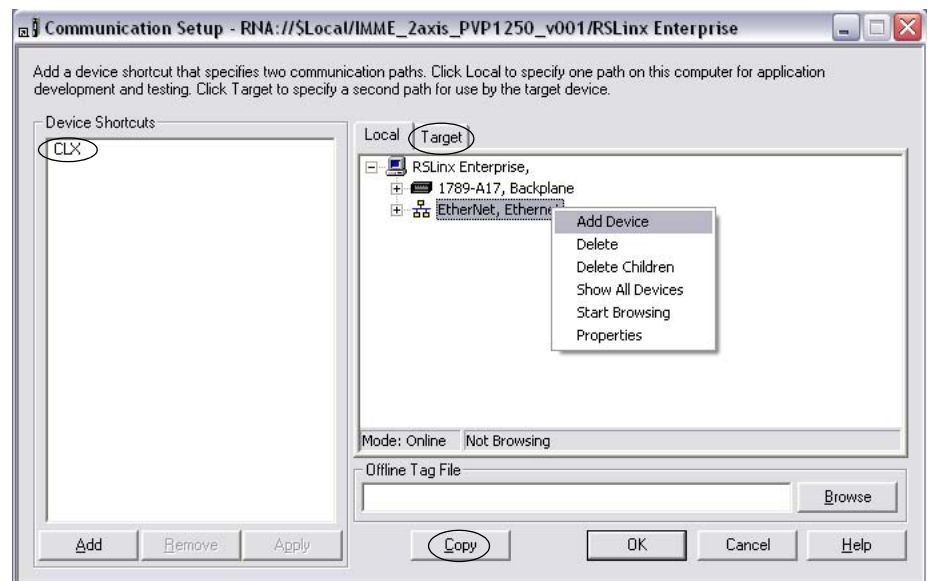 Communication Setup - RNA://$Local/IMME_2axis_PVP1250_v001/RSLinx Enterprise
Add a device shortcut that specifies two communication paths. Click Local to specify one path on this computer for application
development and testing. Click Target to specify a second path for use by the target device.
Device Shortcuts
CLX
Local Target
RSLinx Enterprise,
1789-A17, Backplane
EtherNet, Ethernet
Add Device
Delete
Delete Children
Show All Devices
Start Browsing
Properties
Mode: Online Not Browsing
Offline Tag File
Browse
Add Remove Apply Copy OK Cancel Help